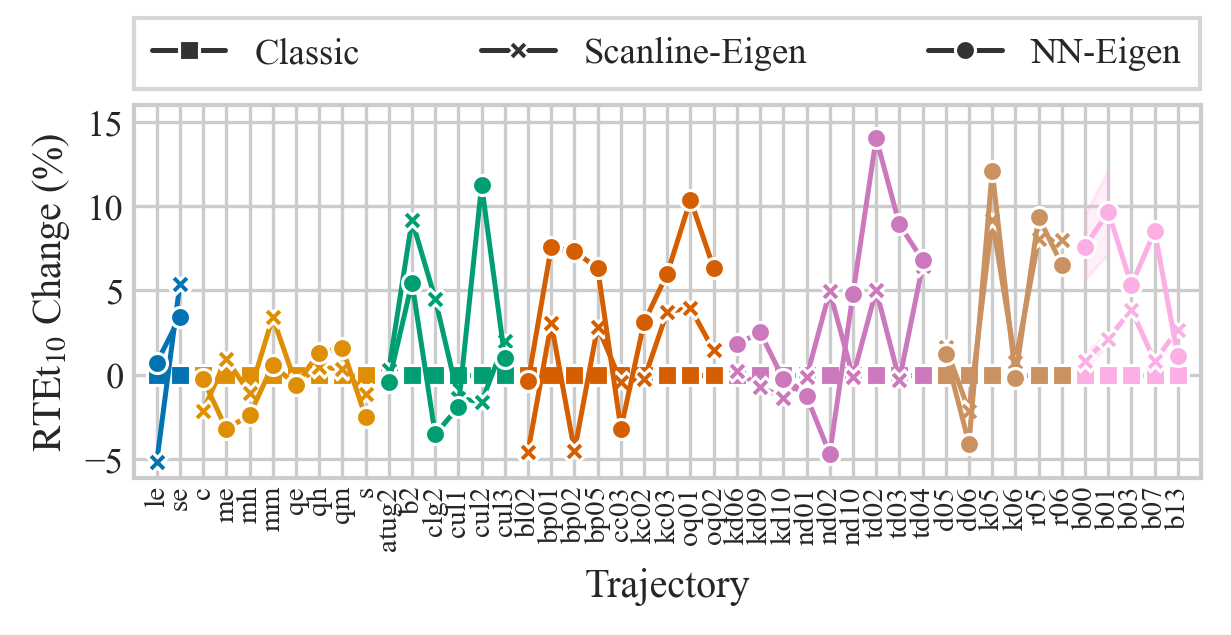 Classic Scanline-Eigen NN-Eigen
RTEt10 Change (%)
15
10
5
0
−5
le se c me mh mm qe qh qm s atug2 b2 clg2 cul1 cul2 cul3 bl02 bp01 bp02 bp05 cc03 kc02 kc03 oq01 oq02 kd06 kd09 kd10 nd01 nd02 nd10 td02 td03 td04 d05 d06 k05 k06 r05 r06 b00 b01 b03 b07 b13
Trajectory